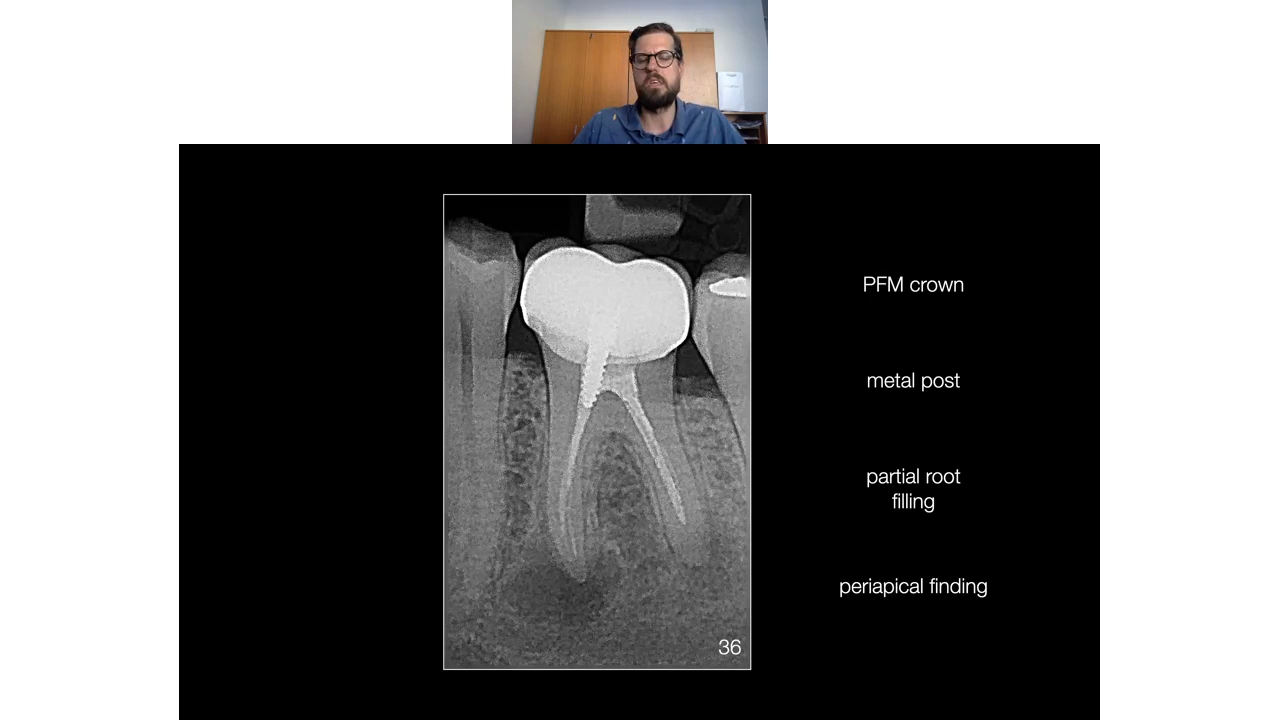 PFM crown
metal post
partial root
filling
periapical finding
36